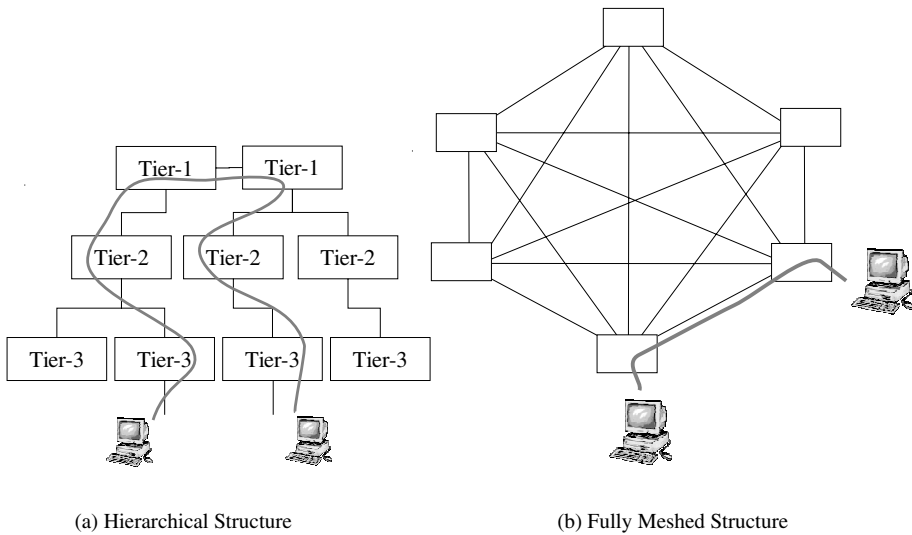 Tier-1 Tier-1
Tier-2 Tier-2 Tier-2
Tier-3 Tier-3 Tier-3 Tier-3
(a) Hierarchical Structure
(b) Fully Meshed Structure